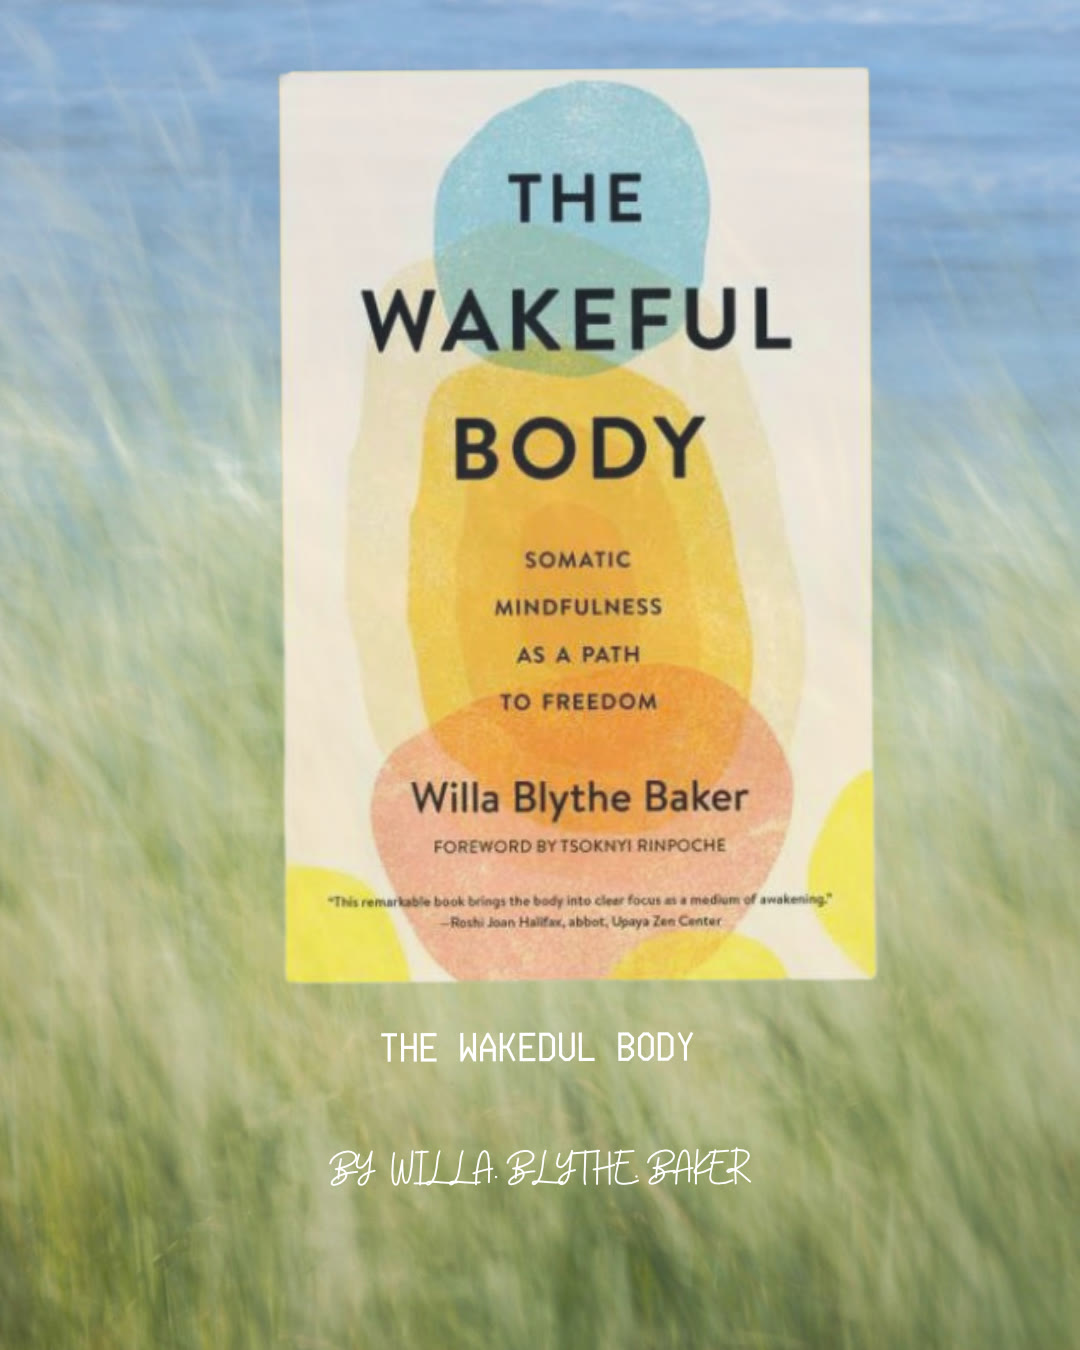 THE
WAKEFUL
BODY
SOMATIC
MINDFULNESS
AS A PATH
TO FREEDOM
Willa Blythe Baker
FOREWORD BY TSOKNYI RINPOCHE
"This remarkable book brings the body into clear focus as a medium of awakening."
—Roshi Joan Halifax, abbot, Upaya Zen Center
THE WAKEDUL BODY
BY WILLA BLYTHE BAKER